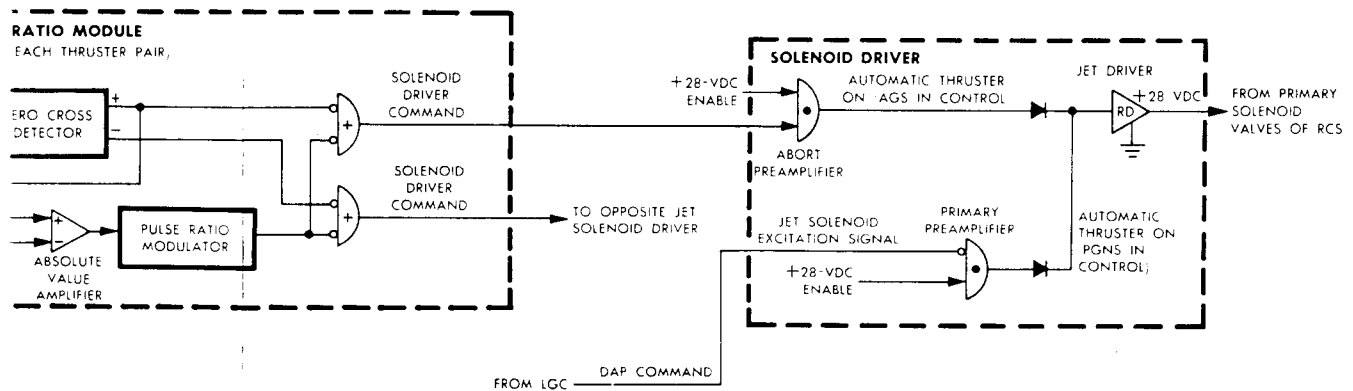 RATIO MODULE
EACH THRUSTER PAIR,
ERO CROSS
DETECTOR
+
−
SOLENOID
DRIVER
COMMAND
+
SOLENOID
DRIVER
COMMAND
+
+
−
ABSOLUTE
VALUE
AMPLIFIER
PULSE RATIO
MODULATOR
TO OPPOSITE JET
SOLENOID DRIVER
SOLENOID DRIVER
+28-VDC
ENABLE
ABORT
PREAMPLIFIER
AUTOMATIC THRUSTER
ON AGS IN CONTROL
JET DRIVER
RD
+28 VDC
FROM PRIMARY
SOLENOID
VALVES OF RCS
JET SOLENOID
EXCITATION SIGNAL
+28-VDC
ENABLE
PRIMARY
PREAMPLIFIER
AUTOMATIC
THRUSTER ON
PGNS IN
CONTROL;
FROM LGC
DAP COMMAND